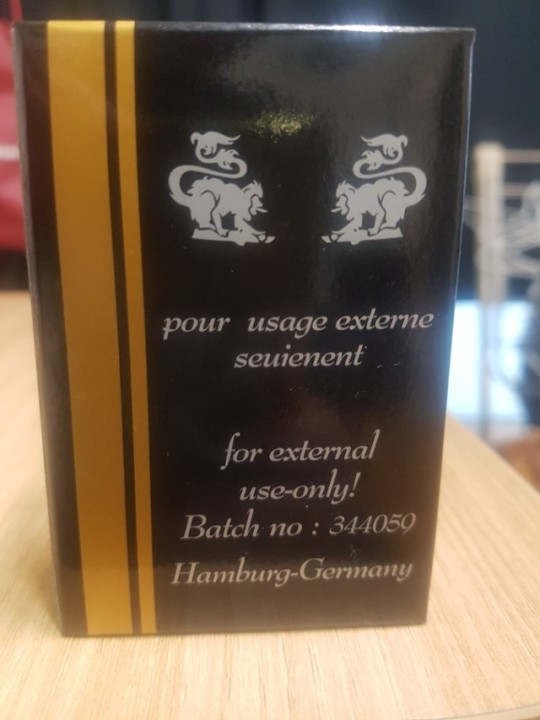 pour usage externe
seuienent
for external
use-only!
Batch no : 344059
Hamburg-Germany